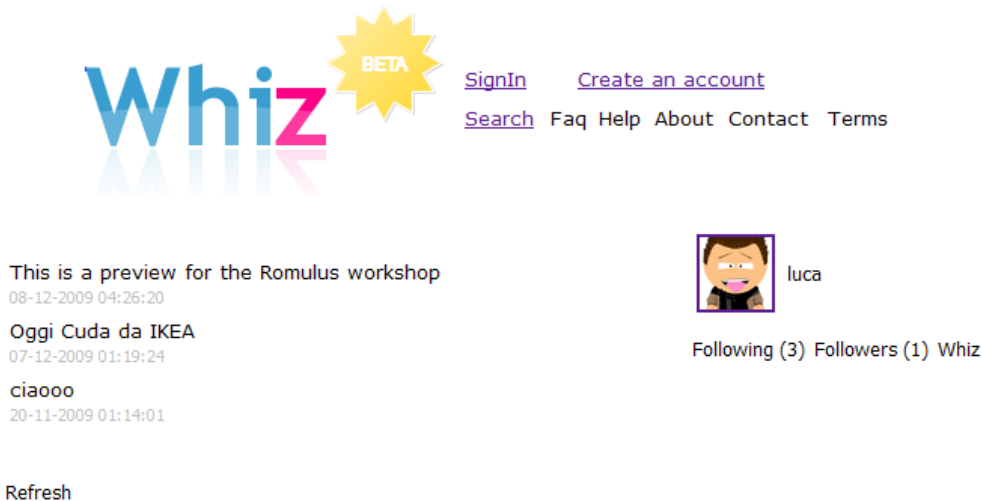 Whiz
BETA
SignIn Create an account
Search Faq Help About Contact Terms
This is a preview for the Romulus workshop
08-12-2009 04:26:20
Oggi Cuda da IKEA
07-12-2009 01:19:24
ciaooo
20-11-2009 01:14:01
luca
Following (3) Followers (1) Whiz
Refresh